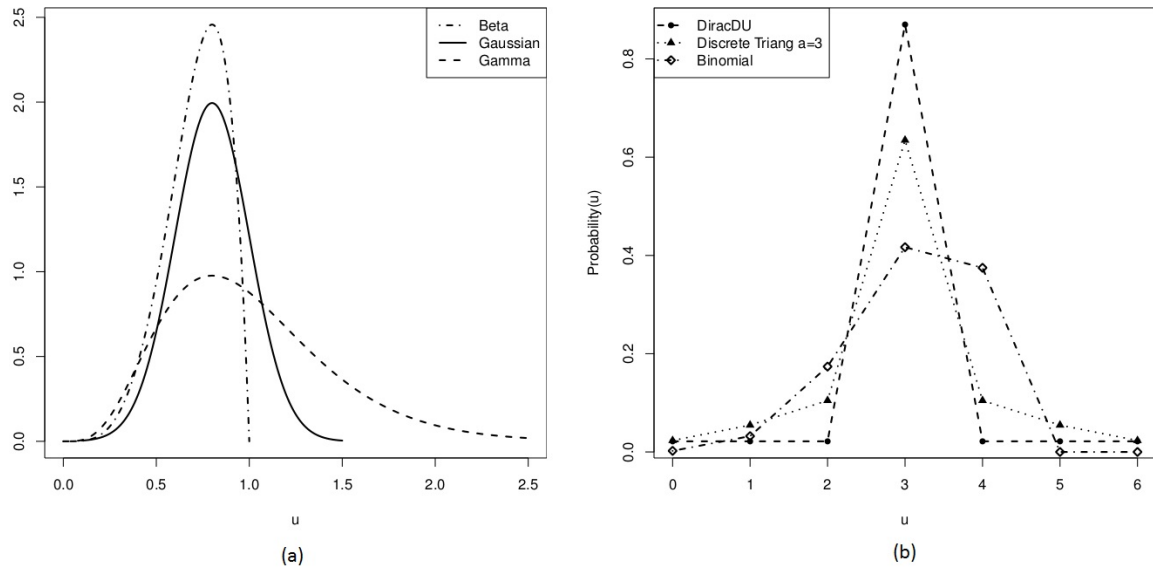 Beta
Gaussian
Gamma
2.5
2.0
1.5
1.0
0.5
0.0
0.0 0.5 1.0 1.5 2.0 2.5
u
(a)
DiracDU
Discrete Triang a=3
Binomial
Probability(u)
0.8
0.6
0.4
0.2
0.0
0 1 2 3 4 5 6
u
(b)